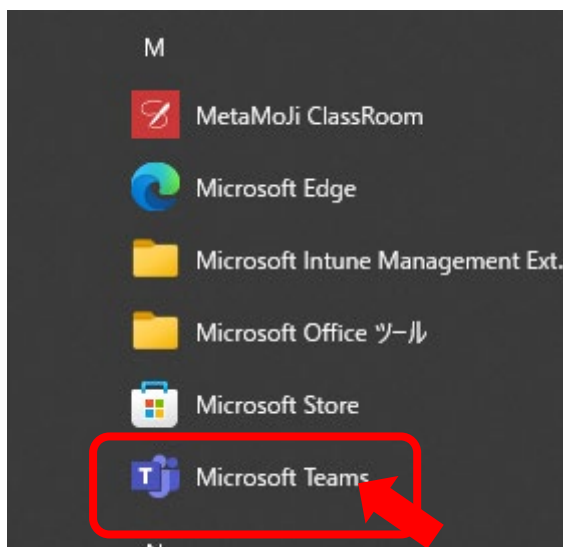 M
MetaMoJi ClassRoom
Microsoft Edge
Microsoft Intune Management Ext.
Microsoft Office ツール
Microsoft Store
Microsoft Teams